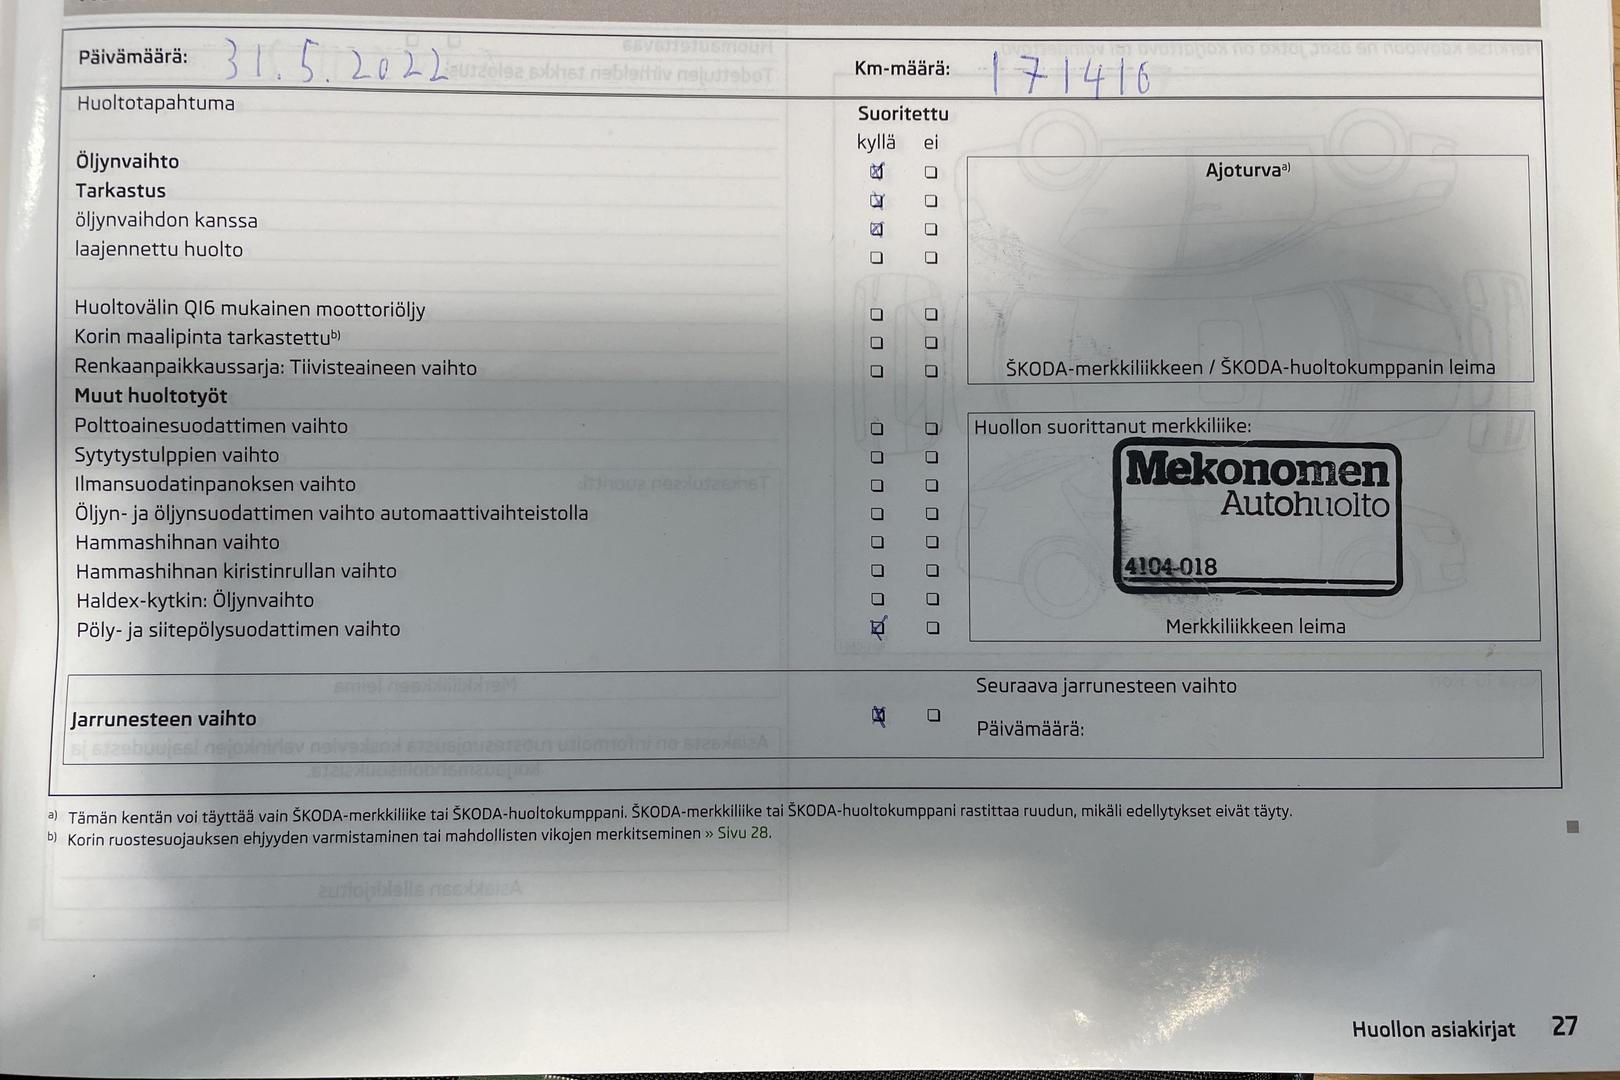 Päivämäärä: 31.5.2022
Km-määrä: 171416
Huoltotapahtuma
Suoritettu
kyllä ei
Öljynvaihto
Tarkastus
öljynvaihdon kanssa
laajennettu huolto
Ajoturva a)
ŠKODA-merkkiliikkeen / ŠKODA-huoltokumppanin leima
Huoltovälin QI6 mukainen moottoriöljy
Korin maalipinta tarkastettu b)
Renkaanpaikkaussarja: Tiivisteaineen vaihto
Muut huoltotyöt
Polttoainesuodattimen vaihto
Sytytystulppien vaihto
Ilmansuodatinpanoksen vaihto
Öljyn- ja öljynsuodattimen vaihto automaattivaihteistolla
Hammashihnan vaihto
Hammashihnan kiristinrullan vaihto
Haldex-kytkin: Öljynvaihto
Pöly- ja siitepölysuodattimen vaihto
Huollon suorittanut merkkiliike:
Mekonomen
Autohuolto
4104-018
Merkkiliikkeen leima
Jarrunesteen vaihto
Seuraava jarrunesteen vaihto
Päivämäärä:
a) Tämän kentän voi täyttää vain ŠKODA-merkkiliike tai ŠKODA-huoltokumppani. ŠKODA-merkkiliike tai ŠKODA-huoltokumppani rastittaa ruudun, mikäli edellytykset eivät täyty.
b) Korin ruostesuojauksen ehjyyden varmistaminen tai mahdollisten vikojen merkitseminen » Sivu 28.
Huollon asiakirjat 27